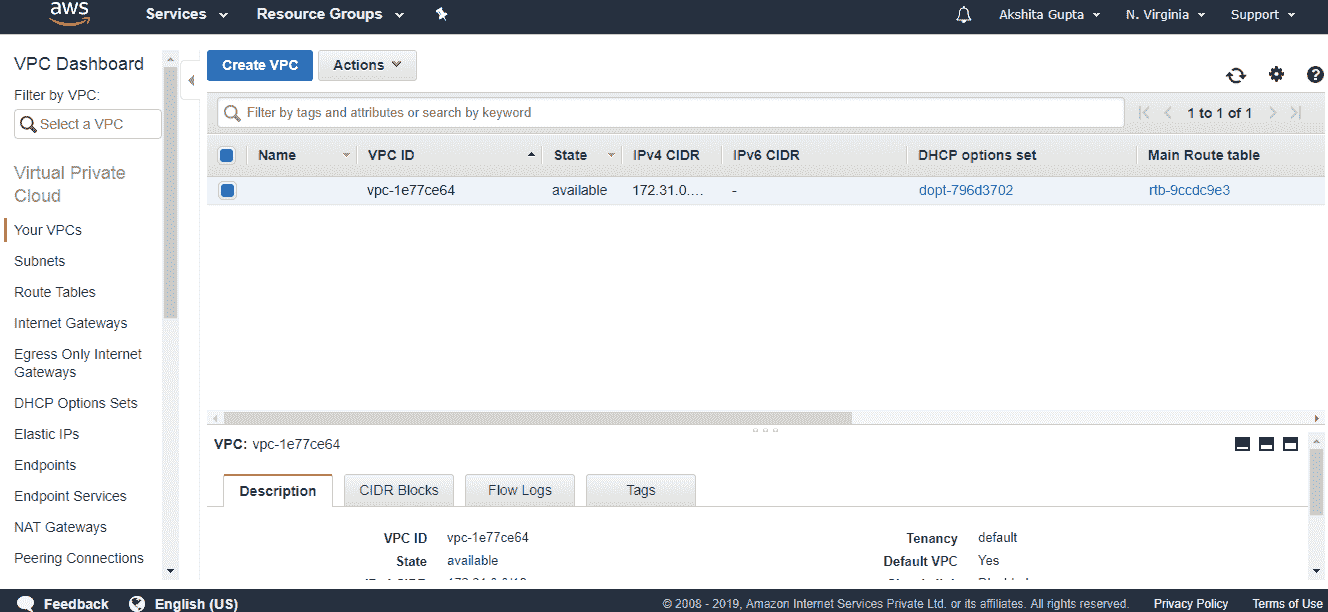 aws Services Resource Groups Akshita Gupta N. Virginia Support
VPC Dashboard
Filter by VPC:
Select a VPC
Virtual Private
Cloud
Your VPCs
Subnets
Route Tables
Internet Gateways
Egress Only Internet
Gateways
DHCP Options Sets
Elastic IPs
Endpoints
Endpoint Services
NAT Gateways
Peering Connections
Create VPC Actions
Filter by tags and attributes or search by keyword
1 to 1 of 1
Name VPC ID State IPv4 CIDR IPv6 CIDR DHCP options set Main Route table
vpc-1e77ce64 available 172.31.0.... - dopt-796d3702 rtb-9ccdc9e3
VPC: vpc-1e77ce64
Description CIDR Blocks Flow Logs Tags
VPC ID vpc-1e77ce64 Tenancy default
State available Default VPC Yes
Feedback English (US) © 2008 - 2019, Amazon Internet Services Private Ltd. or its affiliates. All rights reserved. Privacy Policy Terms of Use